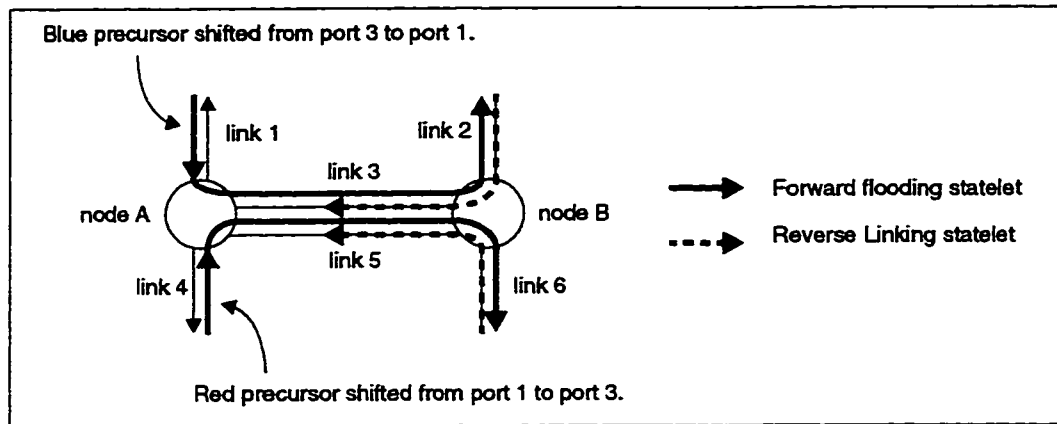 Blue precursor shifted from port 3 to port 1.
link 1
link 2
link 3
node A
node B
link 5
link 4
link 6
Forward flooding statelet
Reverse Linking statelet
Red precursor shifted from port 1 to port 3.